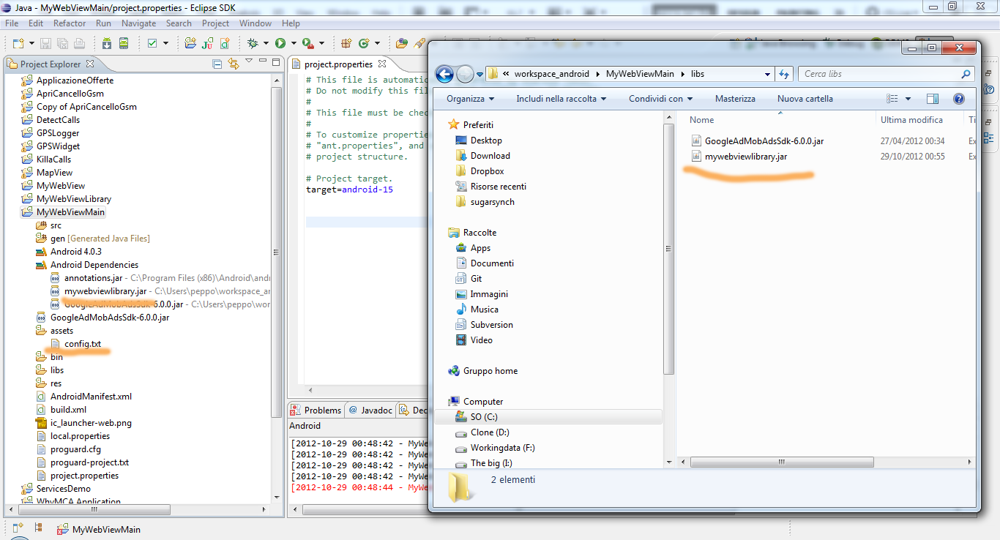 Java - MyWebViewMain/project.properties - Eclipse SDK
File Edit Refactor Run Navigate Search Project Window Help
Project Explorer
ApplicazioneOfferte
ApriCancelloGsm
Copy of ApriCancelloGsm
DetectCalls
GPSLogger
GPSWidget
KillaCalls
MapView
MyWebView
MyWebViewLibrary
MyWebViewMain
src
gen [Generated Java Files]
Android 4.0.3
Android Dependencies
annotations.jar - C:\Program Files (x86)\Android\andr
mywebviewlibrary.jar - C:\Users\peppo\workspace_ar
GoogleAdMobAdsSdk-6.0.0.jar - C:\Users\peppo\wor
GoogleAdMobAdsSdk-6.0.0.jar
assets
config.txt
bin
libs
res
AndroidManifest.xml
build.xml
ic_launcher-web.png
local.properties
proguard.cfg
proguard-project.txt
project.properties
ServicesDemo
WhyMCA Application
MyWebViewMain
project.properties
# This file is automatic
# Do not modify this fil
#
# This file must be chec
#
# To customize propertie
# "ant.properties", and
# project structure.
# Project target.
target=android-15
Problems @ Javadoc Dec
Android
[2012-10-29 00:48:42 - MyWe
[2012-10-29 00:48:42 - MyWe
[2012-10-29 00:48:42 - MyWe
[2012-10-29 00:48:42 - MyWe
[2012-10-29 00:48:44 - MyWe
« workspace_android MyWebViewMain libs
Cerca libs
Organizza Includi nella raccolta Condividi con Masterizza Nuova cartella
Preferiti
Desktop
Download
Dropbox
Risorse recenti
sugarsynch
Raccolte
Apps
Documenti
Git
Immagini
Musica
Subversion
Video
Gruppo home
Computer
SO (C:)
Clone (D:)
Workingdata (F:)
The big (I:)
Nome Ultima modifica Ti
GoogleAdMobAdsSdk-6.0.0.jar 27/04/2012 00:34 Ex
mywebviewlibrary.jar 29/10/2012 00:55 Ex
2 elementi